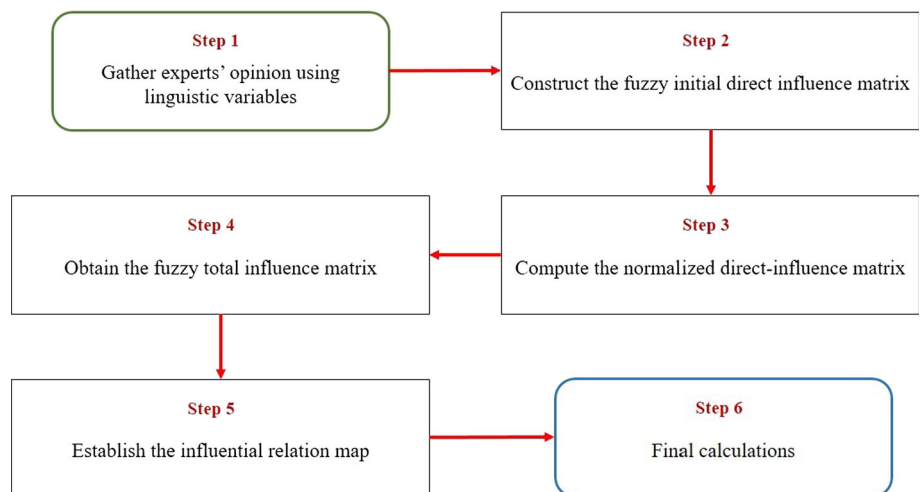 Step 1
Gather experts’ opinion using
linguistic variables
Step 2
Construct the fuzzy initial direct influence matrix
Step 3
Compute the normalized direct-influence matrix
Step 4
Obtain the fuzzy total influence matrix
Step 5
Establish the influential relation map
Step 6
Final calculations